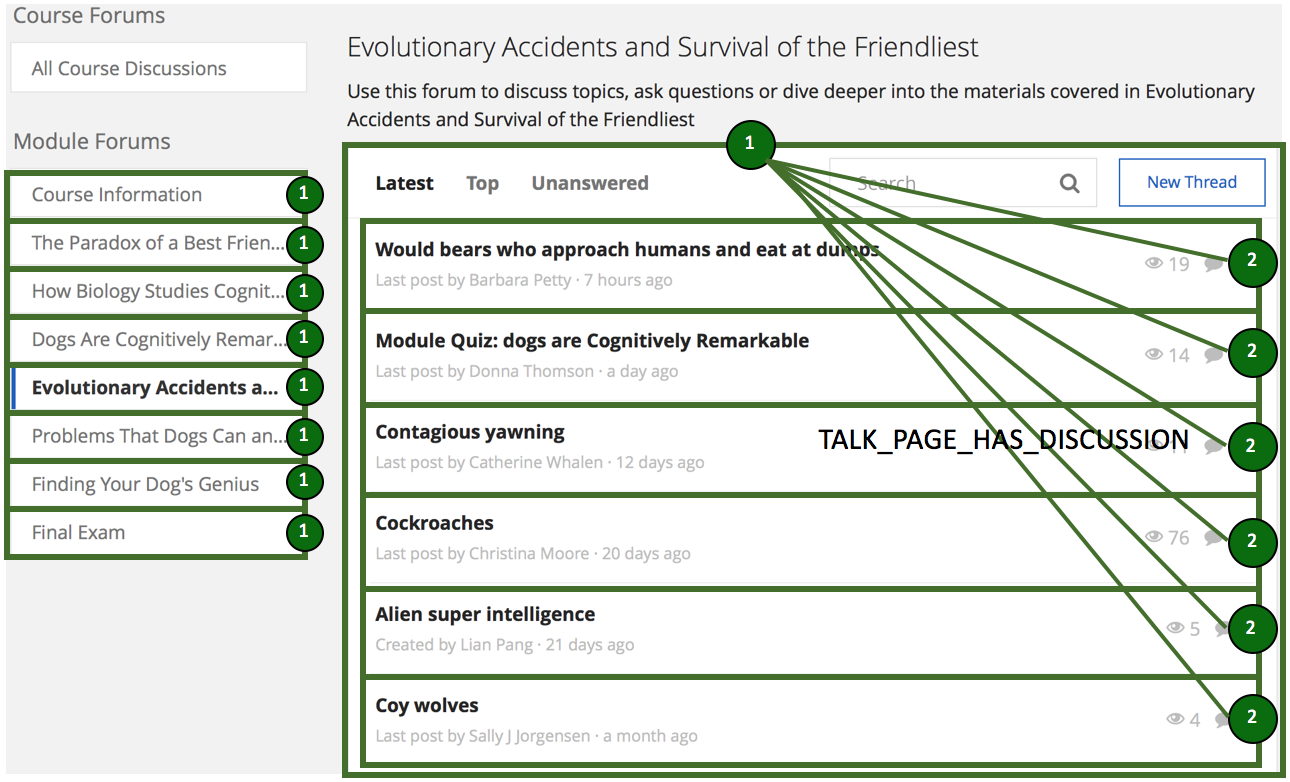 Course Forums
All Course Discussions
Module Forums
Course Information 1
The Paradox of a Best Frien... 1
How Biology Studies Cognit... 1
Dogs Are Cognitively Remar... 1
Evolutionary Accidents a... 1
Problems That Dogs Can an... 1
Finding Your Dog's Genius 1
Final Exam 1
Evolutionary Accidents and Survival of the Friendliest
Use this forum to discuss topics, ask questions or dive deeper into the materials covered in Evolutionary
Accidents and Survival of the Friendliest
1
Latest Top Unanswered Search New Thread
Would bears who approach humans and eat at dumps
Last post by Barbara Petty · 7 hours ago
19 2
Module Quiz: dogs are Cognitively Remarkable
Last post by Donna Thomson · a day ago
14 2
Contagious yawning
Last post by Catherine Whalen · 12 days ago
TALK_PAGE_HAS_DISCUSSION
2
Cockroaches
Last post by Christina Moore · 20 days ago
76 2
Alien super intelligence
Created by Lian Pang · 21 days ago
5 2
Coy wolves
Last post by Sally J Jorgensen · a month ago
4 2